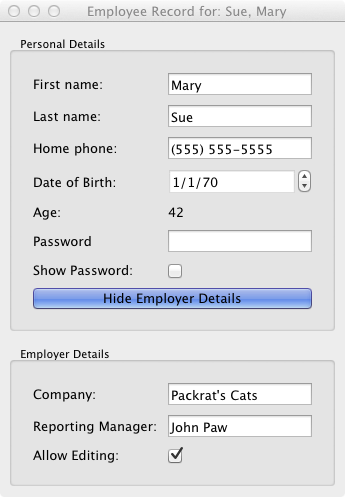 Employee Record for: Sue, Mary
Personal Details
First name: Mary
Last name: Sue
Home phone: (555) 555-5555
Date of Birth: 1/1/70
Age: 42
Password
Show Password:
Hide Employer Details
Employer Details
Company: Packrat's Cats
Reporting Manager: John Paw
Allow Editing: